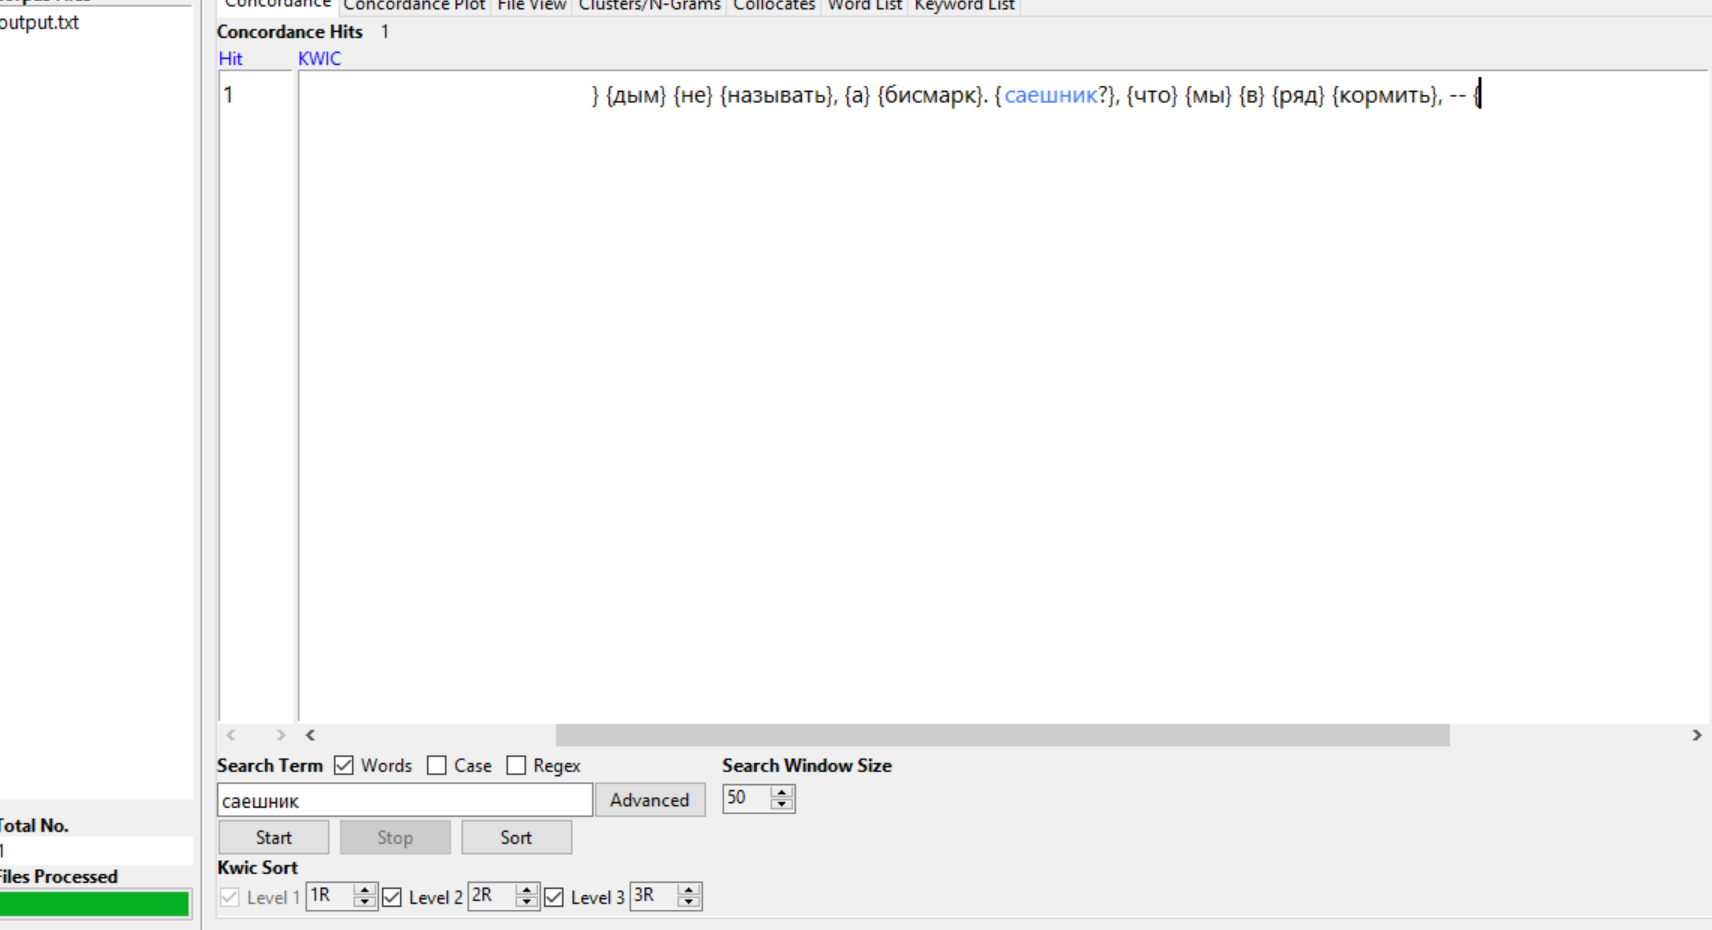 output.txt
Concordance Concordance Plot File View Clusters/N-Grams Collocates Word List Keyword List
Concordance Hits 1
Hit KWIC
1 } {дым} {не} {называть}, {а} {бисмарк}. {саешник?}, {что} {мы} {в} {ряд} {кормить}, -- {
Search Term Words Case Regex Search Window Size
саешник Advanced 50
Total No.
Start Stop Sort
1
Kwic Sort
Files Processed
Level 1 1R Level 2 2R Level 3 3R